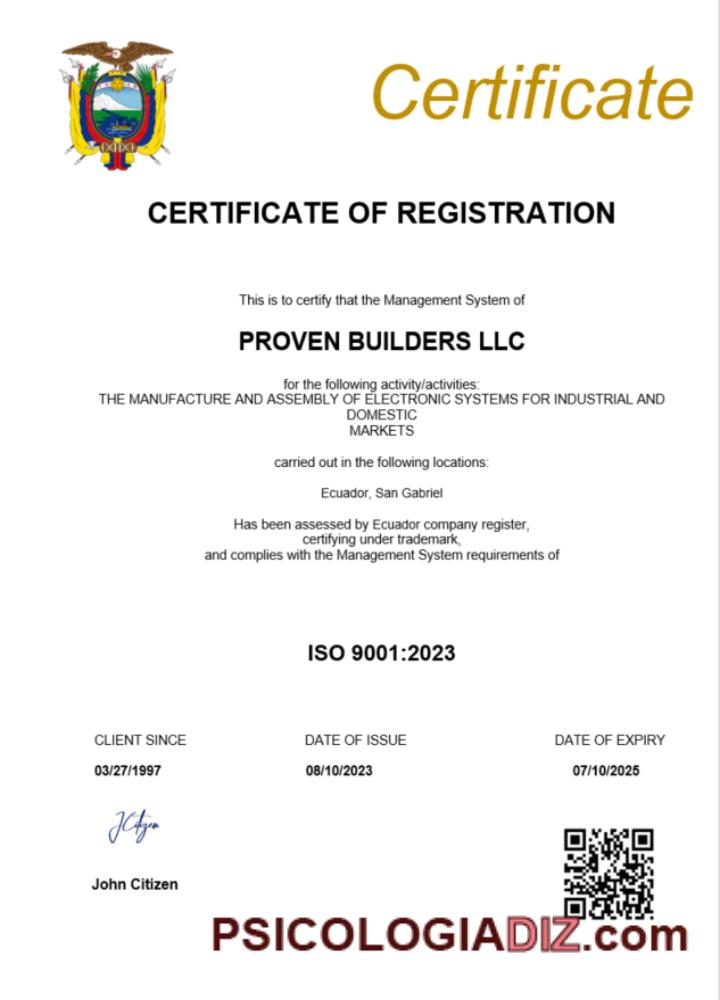 Certificate
CERTIFICATE OF REGISTRATION
This is to certify that the Management System of
PROVEN BUILDERS LLC
for the following activity/activities:
THE MANUFACTURE AND ASSEMBLY OF ELECTRONIC SYSTEMS FOR INDUSTRIAL AND
DOMESTIC
MARKETS
carried out in the following locations:
Ecuador, San Gabriel
Has been assessed by Ecuador company register,
certifying under trademark,
and complies with the Management System requirements of
ISO 9001:2023
CLIENT SINCE DATE OF ISSUE DATE OF EXPIRY
03/27/1997 08/10/2023 07/10/2025
JCitizen
John Citizen
PSICOLOGIADIZ.com